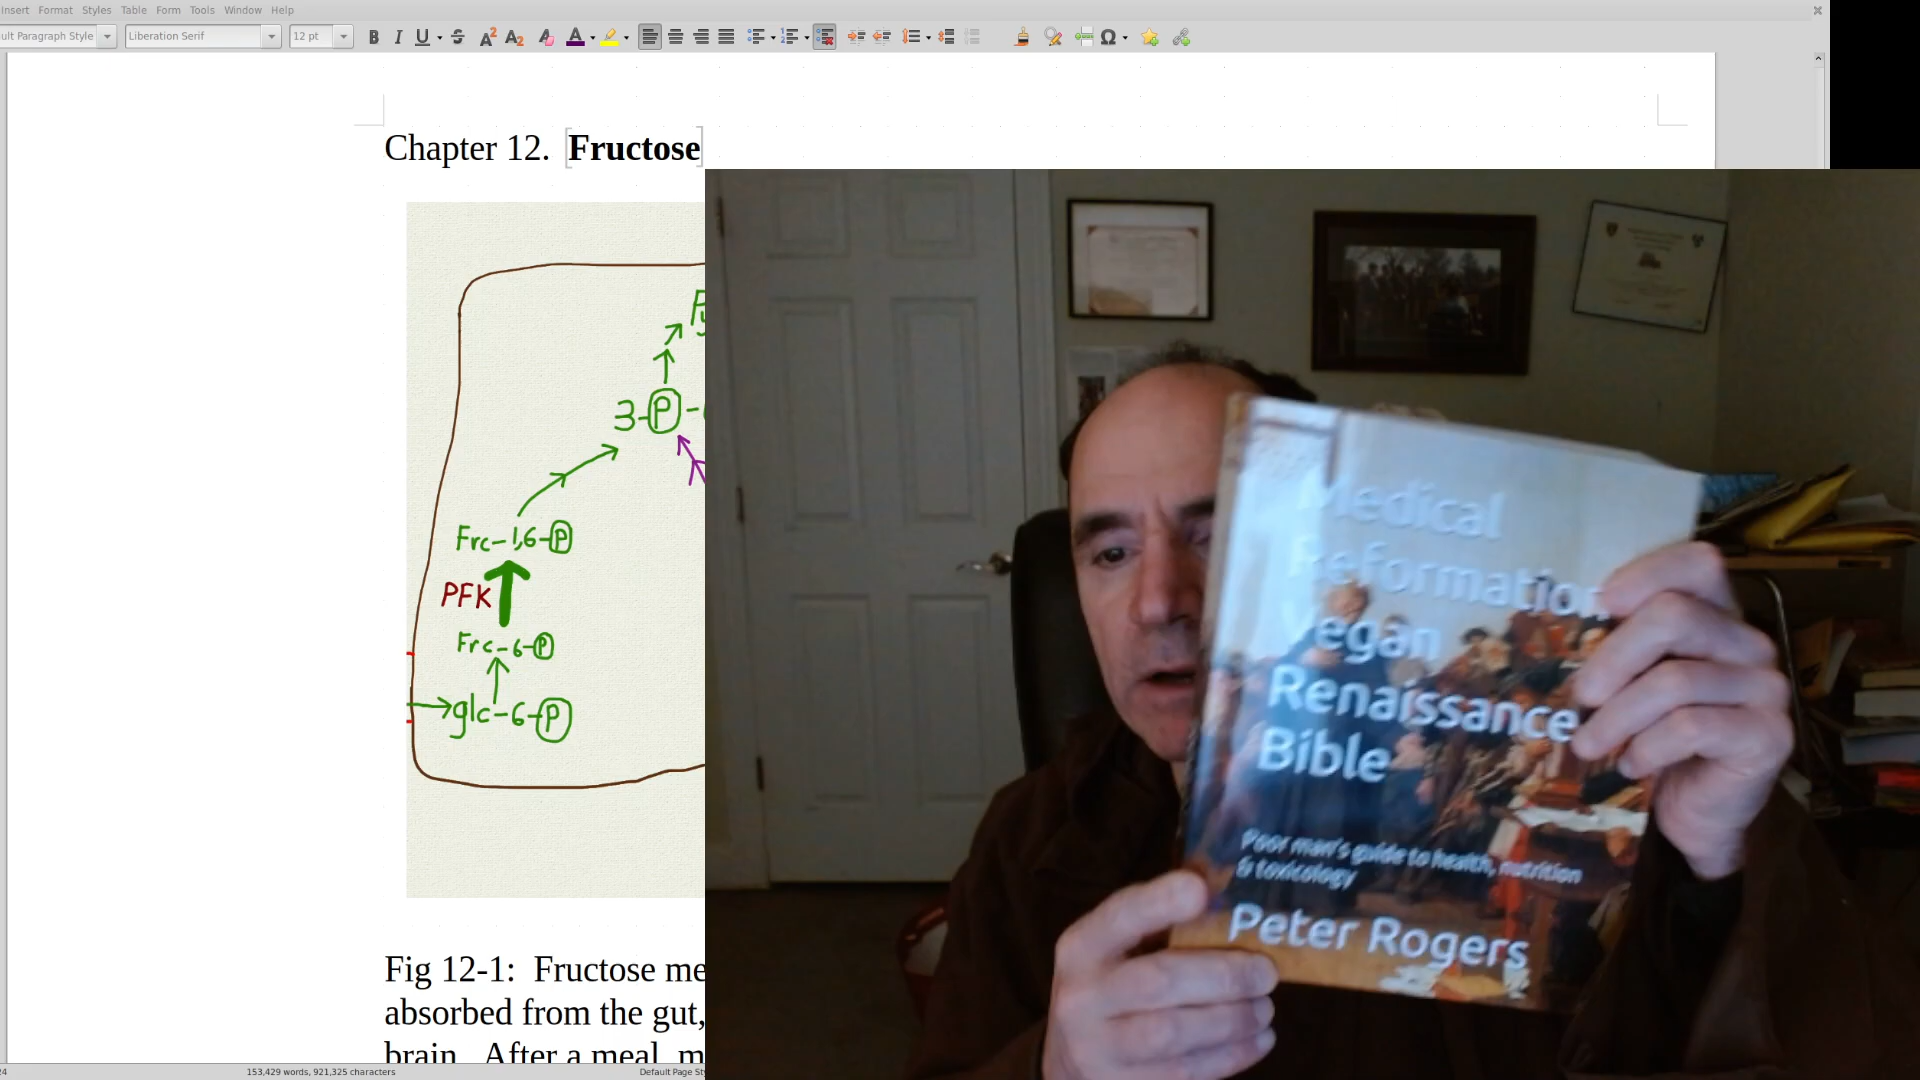 Insert Format Styles Table Form Tools Window Help
ult Paragraph Style Liberation Serif 12 pt
Chapter 12. Fructose
3-P-
Frc-1,6-P
PFK
Frc-6-P
glc-6-P
Fig 12-1: Fructose me
absorbed from the gut,
brain. After a meal, m
24 153,429 words, 921,325 characters Default Page Sty
Medical
Reformation
Vegan
Renaissance
Bible
Poor man's guide to health, nutrition
& toxicology
Peter Rogers